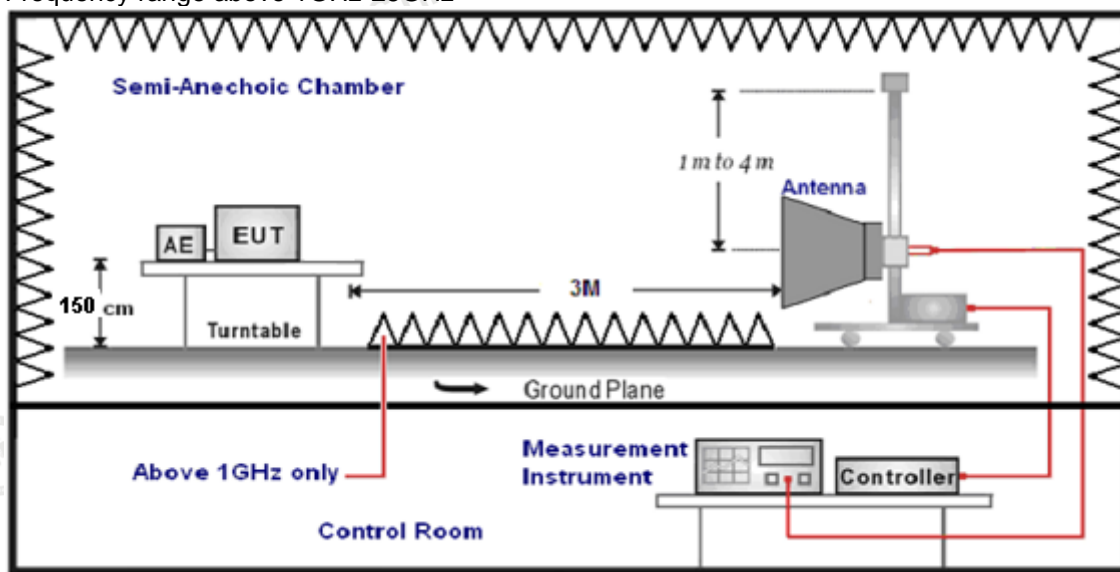 Semi-Anechoic Chamber
1 m to 4 m
Antenna
AE
EUT
150 cm
3M
Turntable
Ground Plane
Above 1GHz only
Measurement
Instrument
Controller
Control Room